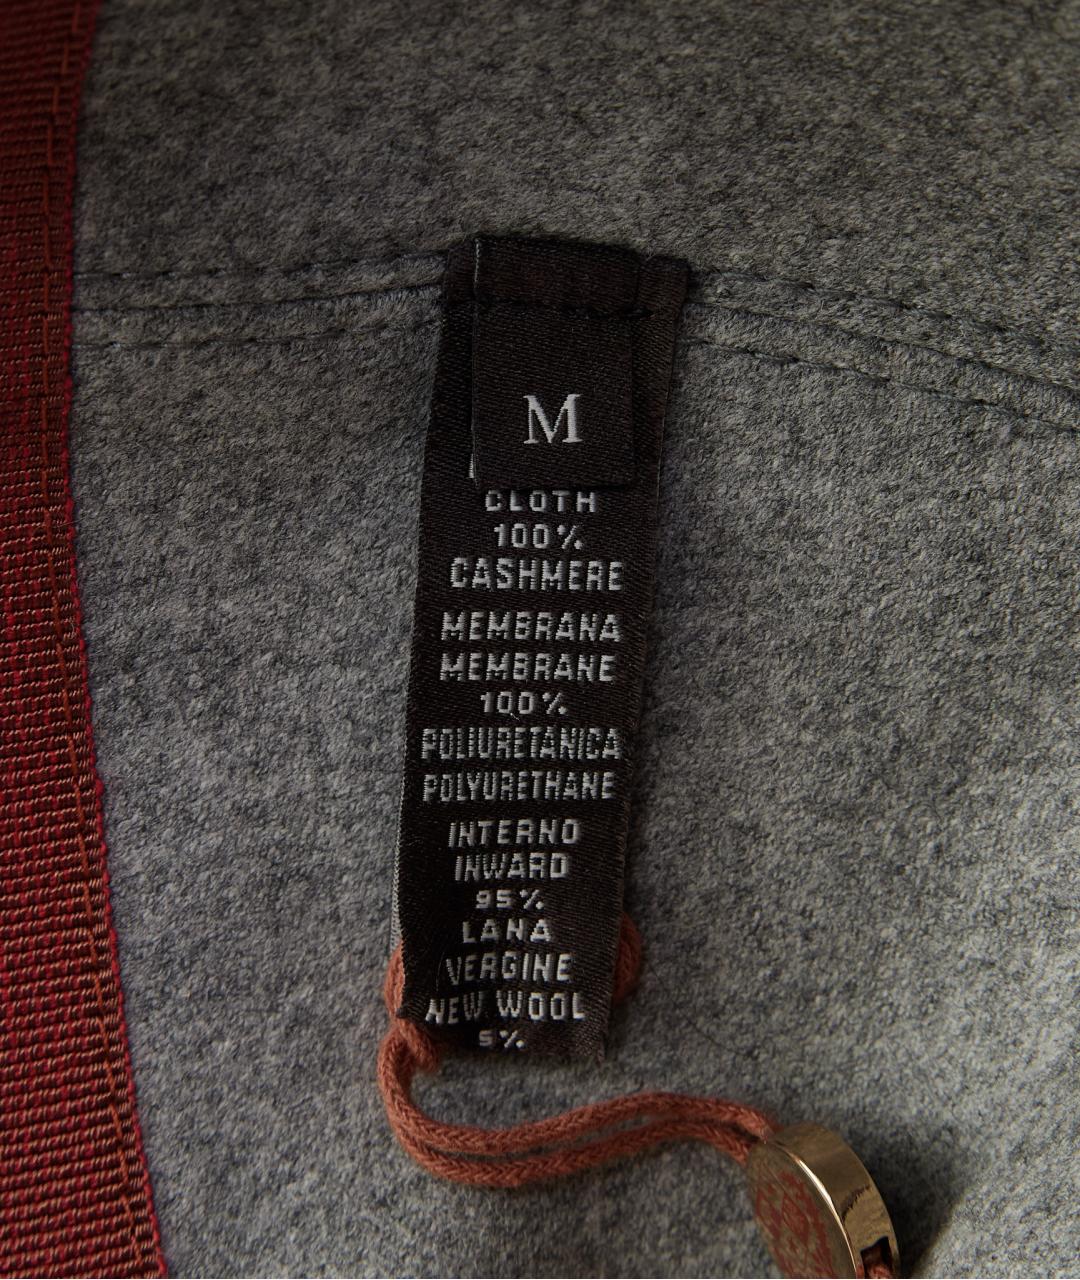 M
CLOTH
100%
CASHMERE
MEMBRANA
MEMBRANE
100%
POLIURETANICA
POLYURETHANE
INTERNO
INWARD
95%
LANA
VERGINE
NEW WOOL
5%